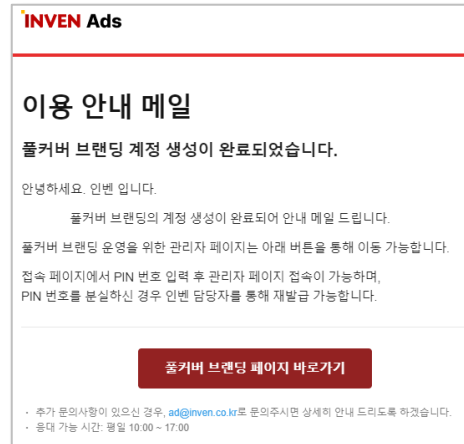 INVEN Ads
이용 안내 메일
풀커버 브랜딩 계정 생성이 완료되었습니다.
안녕하세요. 인벤 입니다.
풀커버 브랜딩의 계정 생성이 완료되어 안내 메일 드립니다.
풀커버 브랜딩 운영을 위한 관리자 페이지는 아래 버튼을 통해 이동 가능합니다.
접속 페이지에서 PIN 번호 입력 후 관리자 페이지 접속이 가능하며,
PIN 번호를 분실하신 경우 인벤 담당자를 통해 재발급 가능합니다.
풀커버 브랜딩 페이지 바로가기
· 추가 문의사항이 있으신 경우, ad@inven.co.kr로 문의주시면 상세히 안내 드리도록 하겠습니다.
· 응대 가능 시간: 평일 10:00 ~ 17:00